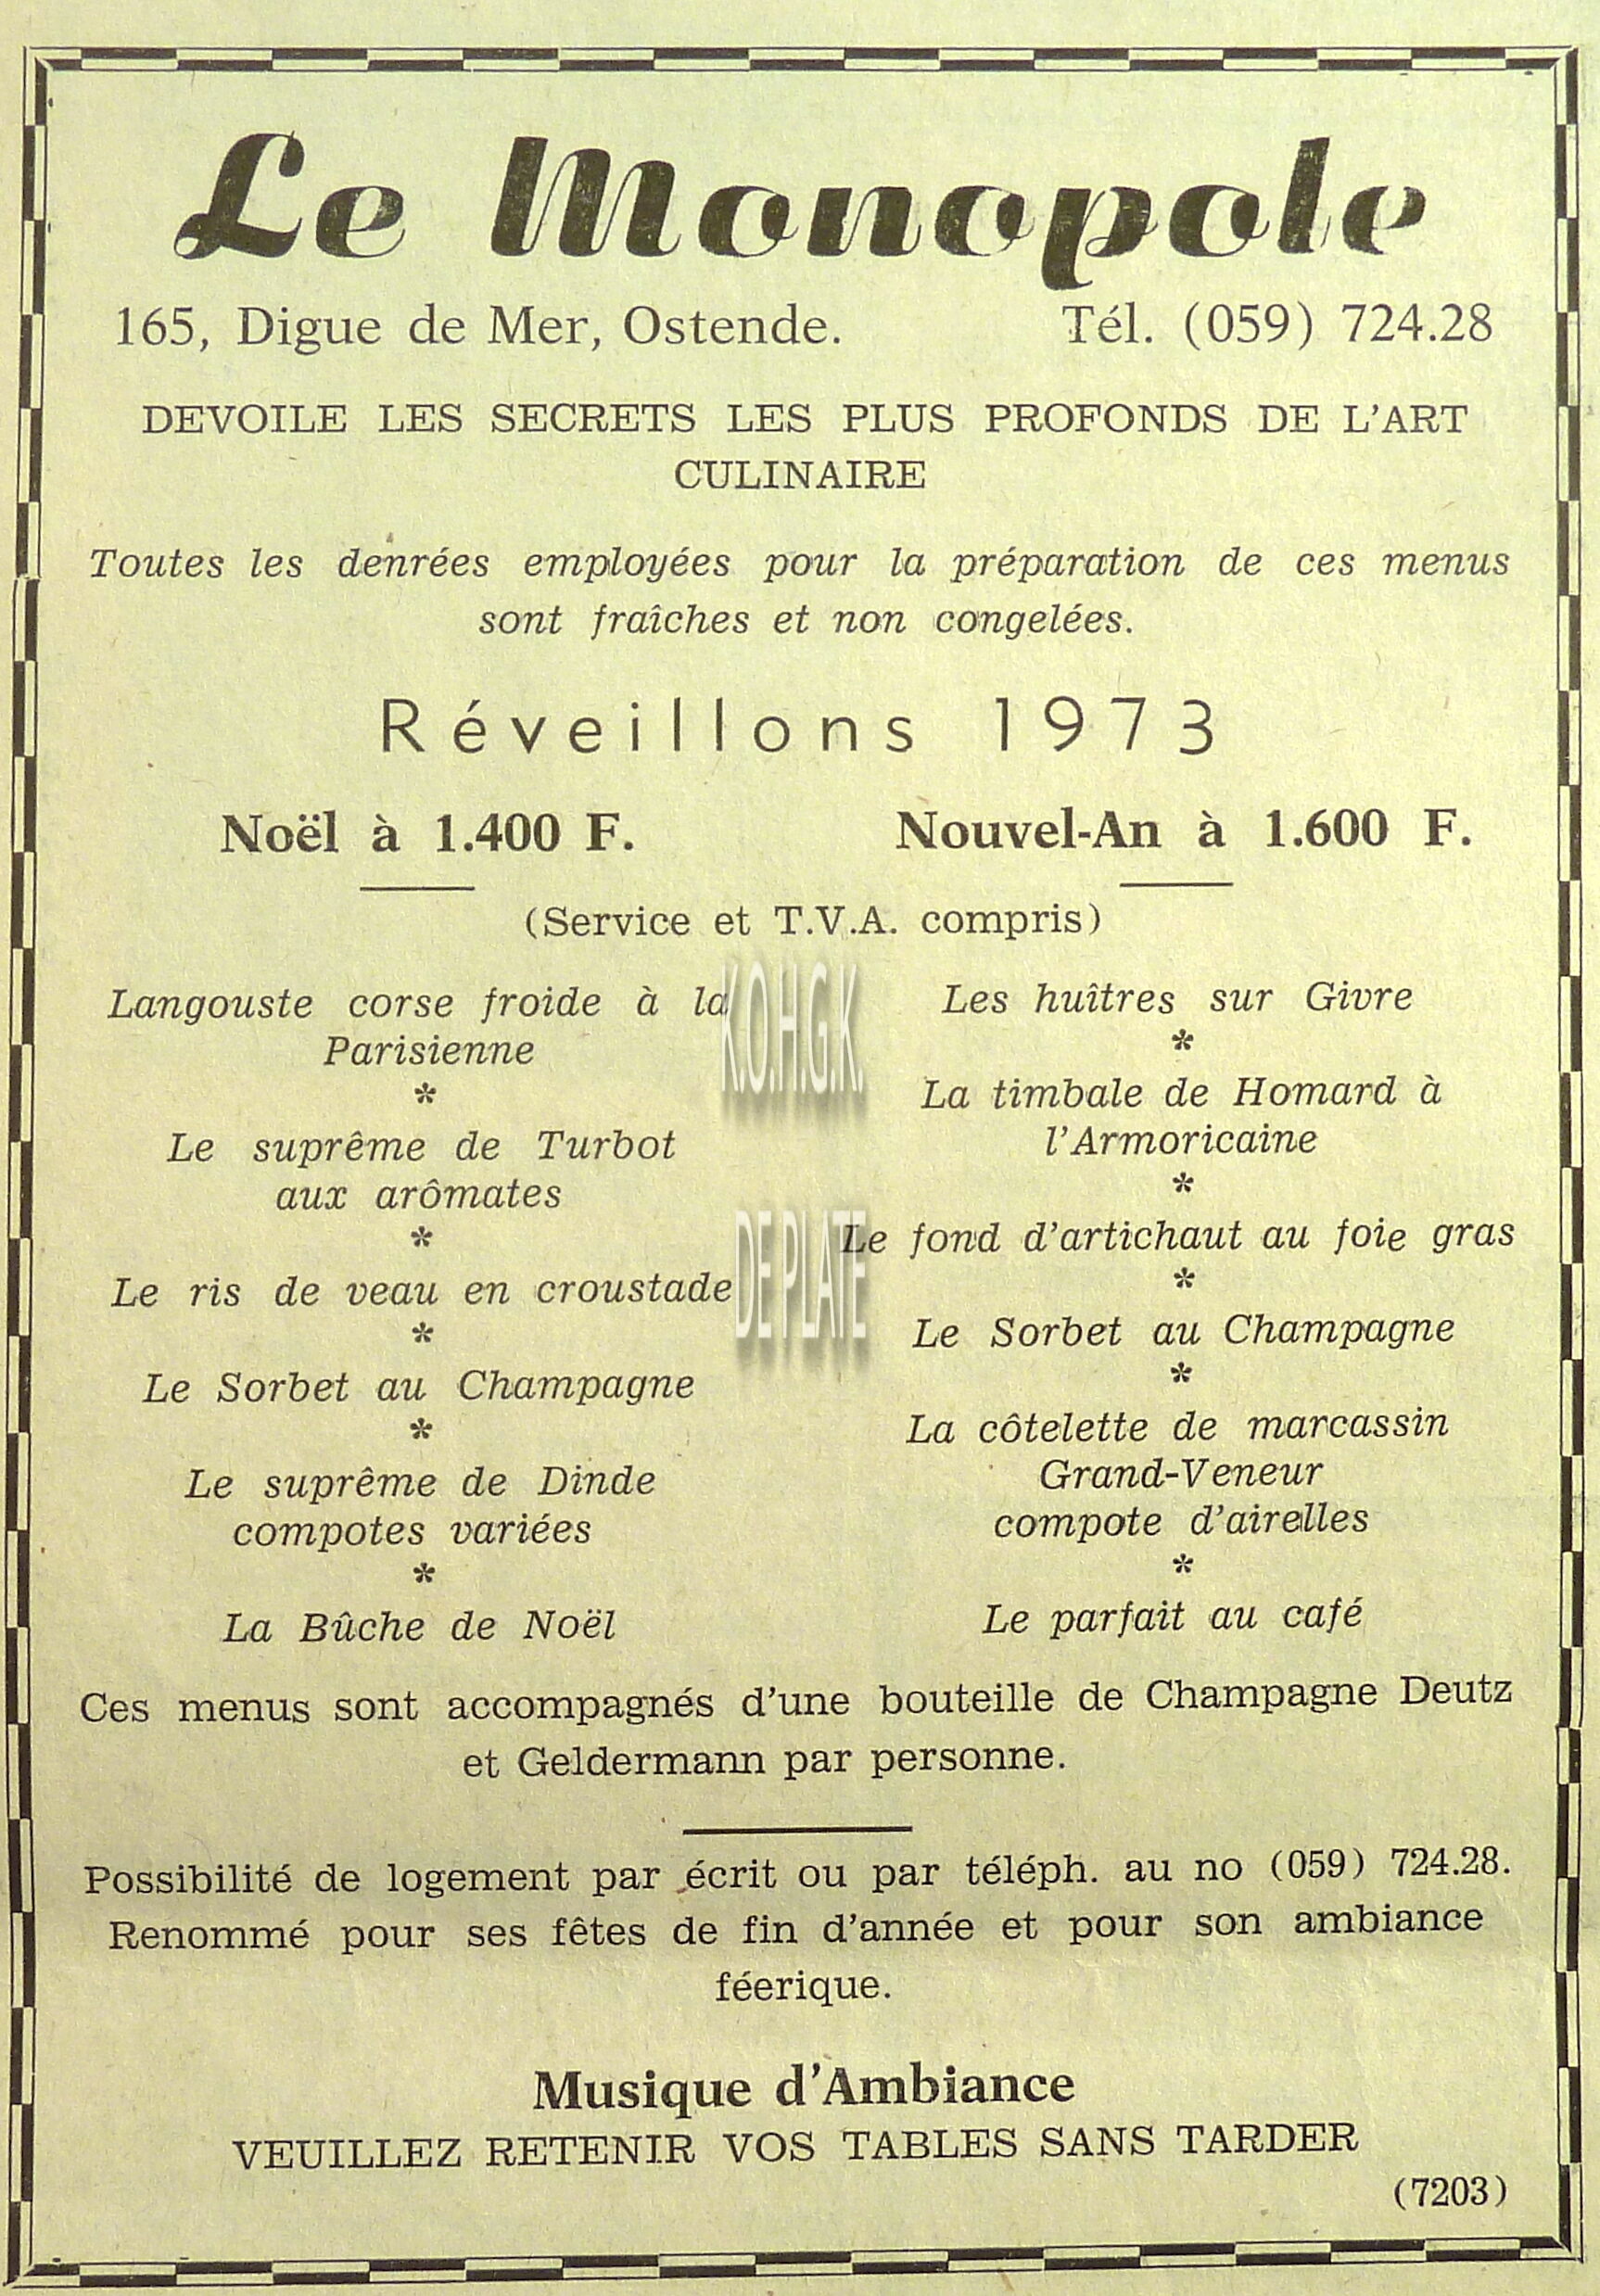 Le Monopole
165, Digue de Mer, Ostende. Tél. (059) 724.28
DEVOILE LES SECRETS LES PLUS PROFONDS DE L'ART
CULINAIRE
Toutes les denrées employées pour la préparation de ces menus
sont fraîches et non congelées.
Réveillons 1973
Noël à 1.400 F.
Nouvel-An à 1.600 F.
(Service et T.V.A. compris)
Langouste corse froide à la
Parisienne
*
Le suprême de Turbot
aux arômates
*
Le ris de veau en croustade
*
Le Sorbet au Champagne
*
Le suprême de Dinde
compotes variées
*
La Bûche de Noël
K.O.H.G.K.
DE PLATE
Les huîtres sur Givre
*
La timbale de Homard à
l'Armoricaine
*
Le fond d'artichaut au foie gras
*
Le Sorbet au Champagne
*
La côtelette de marcassin
Grand-Veneur
compote d'airelles
*
Le parfait au café
Ces menus sont accompagnés d'une bouteille de Champagne Deutz
et Geldermann par personne.
Possibilité de logement par écrit ou par téléph. au no (059) 724.28.
Renommé pour ses fêtes de fin d'année et pour son ambiance
féerique.
Musique d'Ambiance
VEUILLEZ RETENIR VOS TABLES SANS TARDER
(7203)